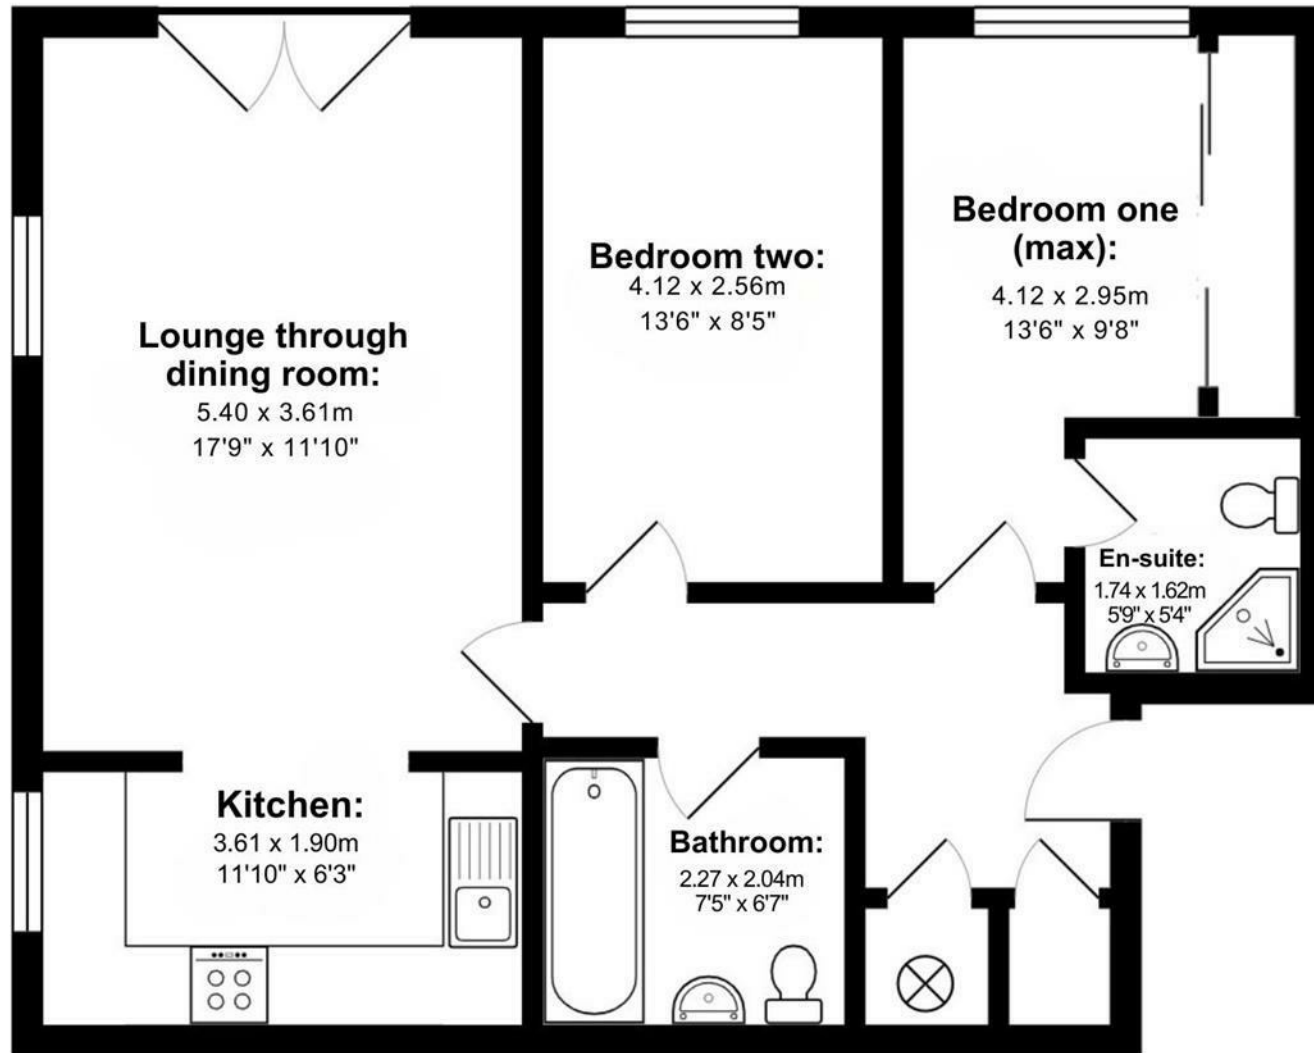 Lounge through
dining room:
5.40 x 3.61m
17'9" x 11'10"
Bedroom two:
4.12 x 2.56m
13'6" x 8'5"
Bedroom one
(max):
4.12 x 2.95m
13'6" x 9'8"
En-suite:
1.74 x 1.62m
5'9" x 5'4"
Kitchen:
3.61 x 1.90m
11'10" x 6'3"
Bathroom:
2.27 x 2.04m
7'5" x 6'7"